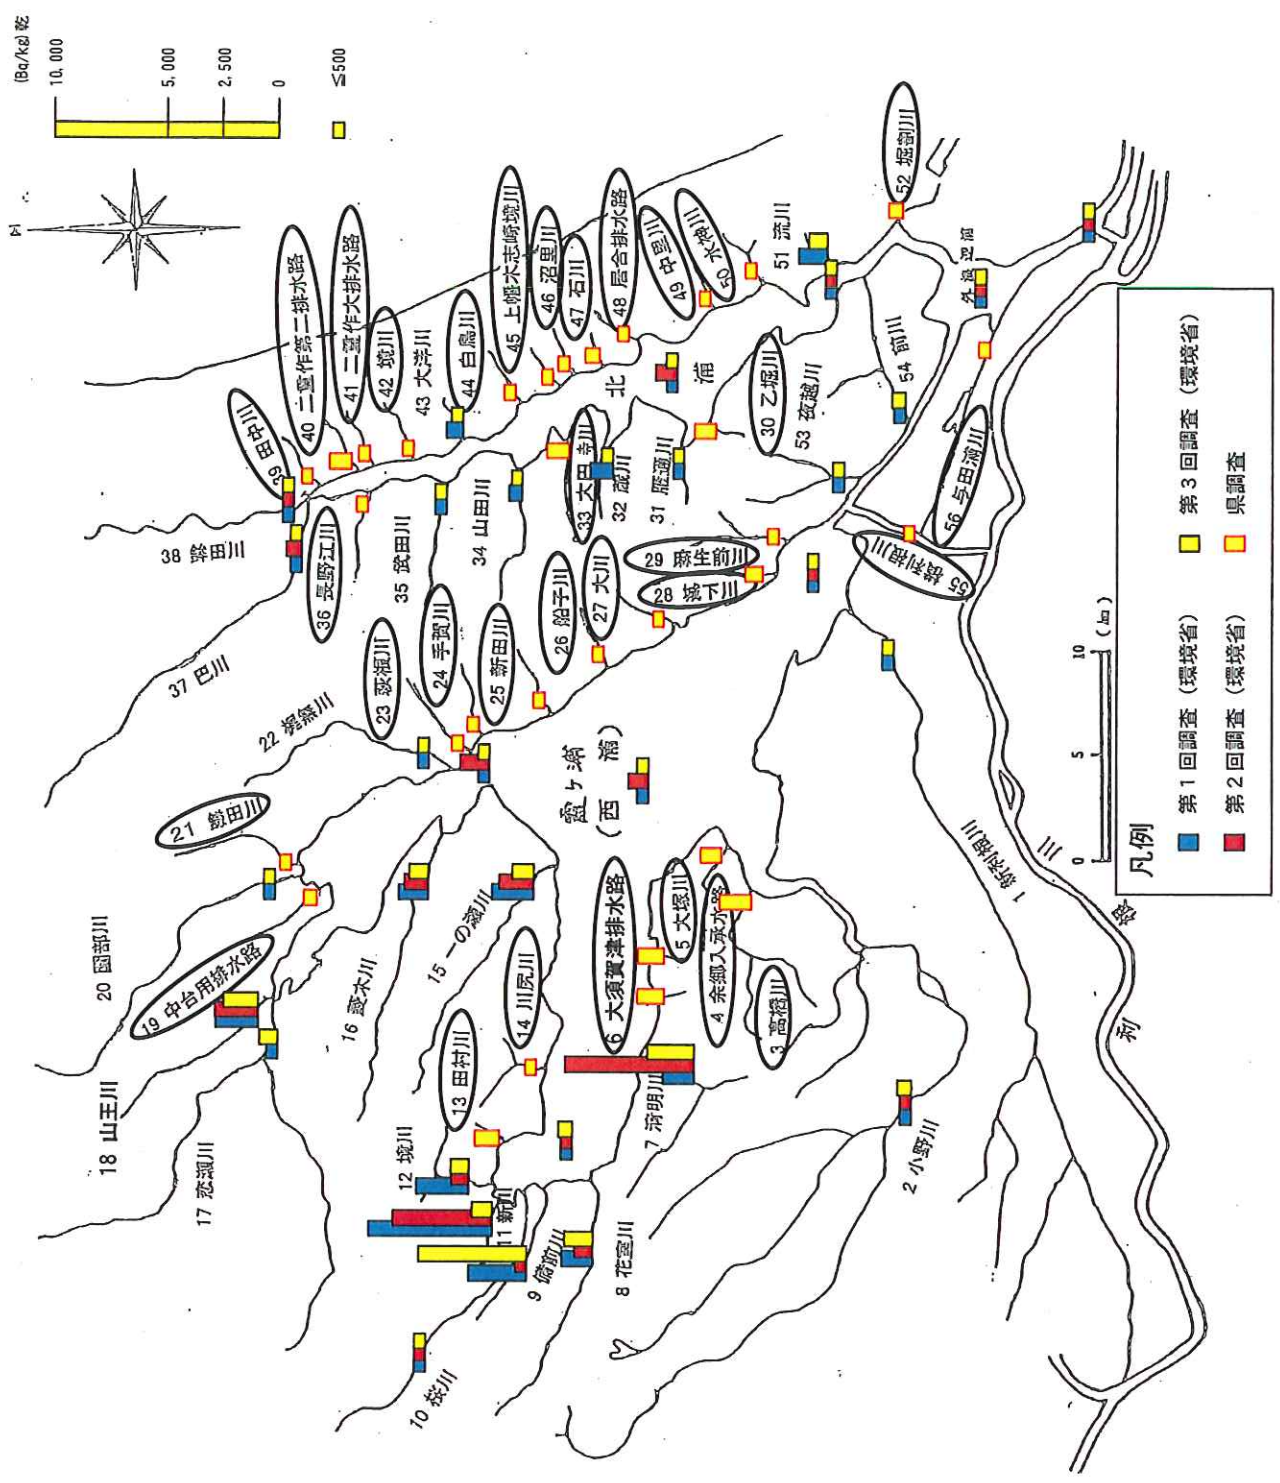 (Bq/kg)乾
10,000
5,000
2,500
0
≦500
N
39 田中川
40 二重作第二排水路
41 二重作大排水路
42 境川
43 大洋川
44 白鳥川
45 上幡木志崎境川
46 沼里川
47 石川
48 居合排水路
49 中里川
50 水神川
51 流川
52 堀割川
38 鉾田川
37 巴川
36 長野江川
35 武田川
34 山田川
33 太田寺川
32 蔵川
31 雁通川
30 乙堀川
53 夜越川
54 前川
外浪逆浦
北浦
29 麻生前川
28 城下川
27 大川
26 船子川
25 新田川
24 手賀川
23 荻根川
22 梶無川
55 横利根川
56 与田浦川
21 鎌田川
20 園部川
19 中台用排水路
18 山王川
17 恋瀬川
16 菱木川
15 一の瀬川
14 川尻川
13 田村川
12 境川
11 新川
10 桜川
9 備前川
8 花室川
7 清明川
6 大須賀津排水路
5 大塚川
4 余郷入承水路
3 高橋川
2 小野川
1 新利根川
霞ヶ浦
(西浦)
利根川
0 5 10 (km)
凡例
第1回調査(環境省)
第2回調査(環境省)
第3回調査(環境省)
県調査